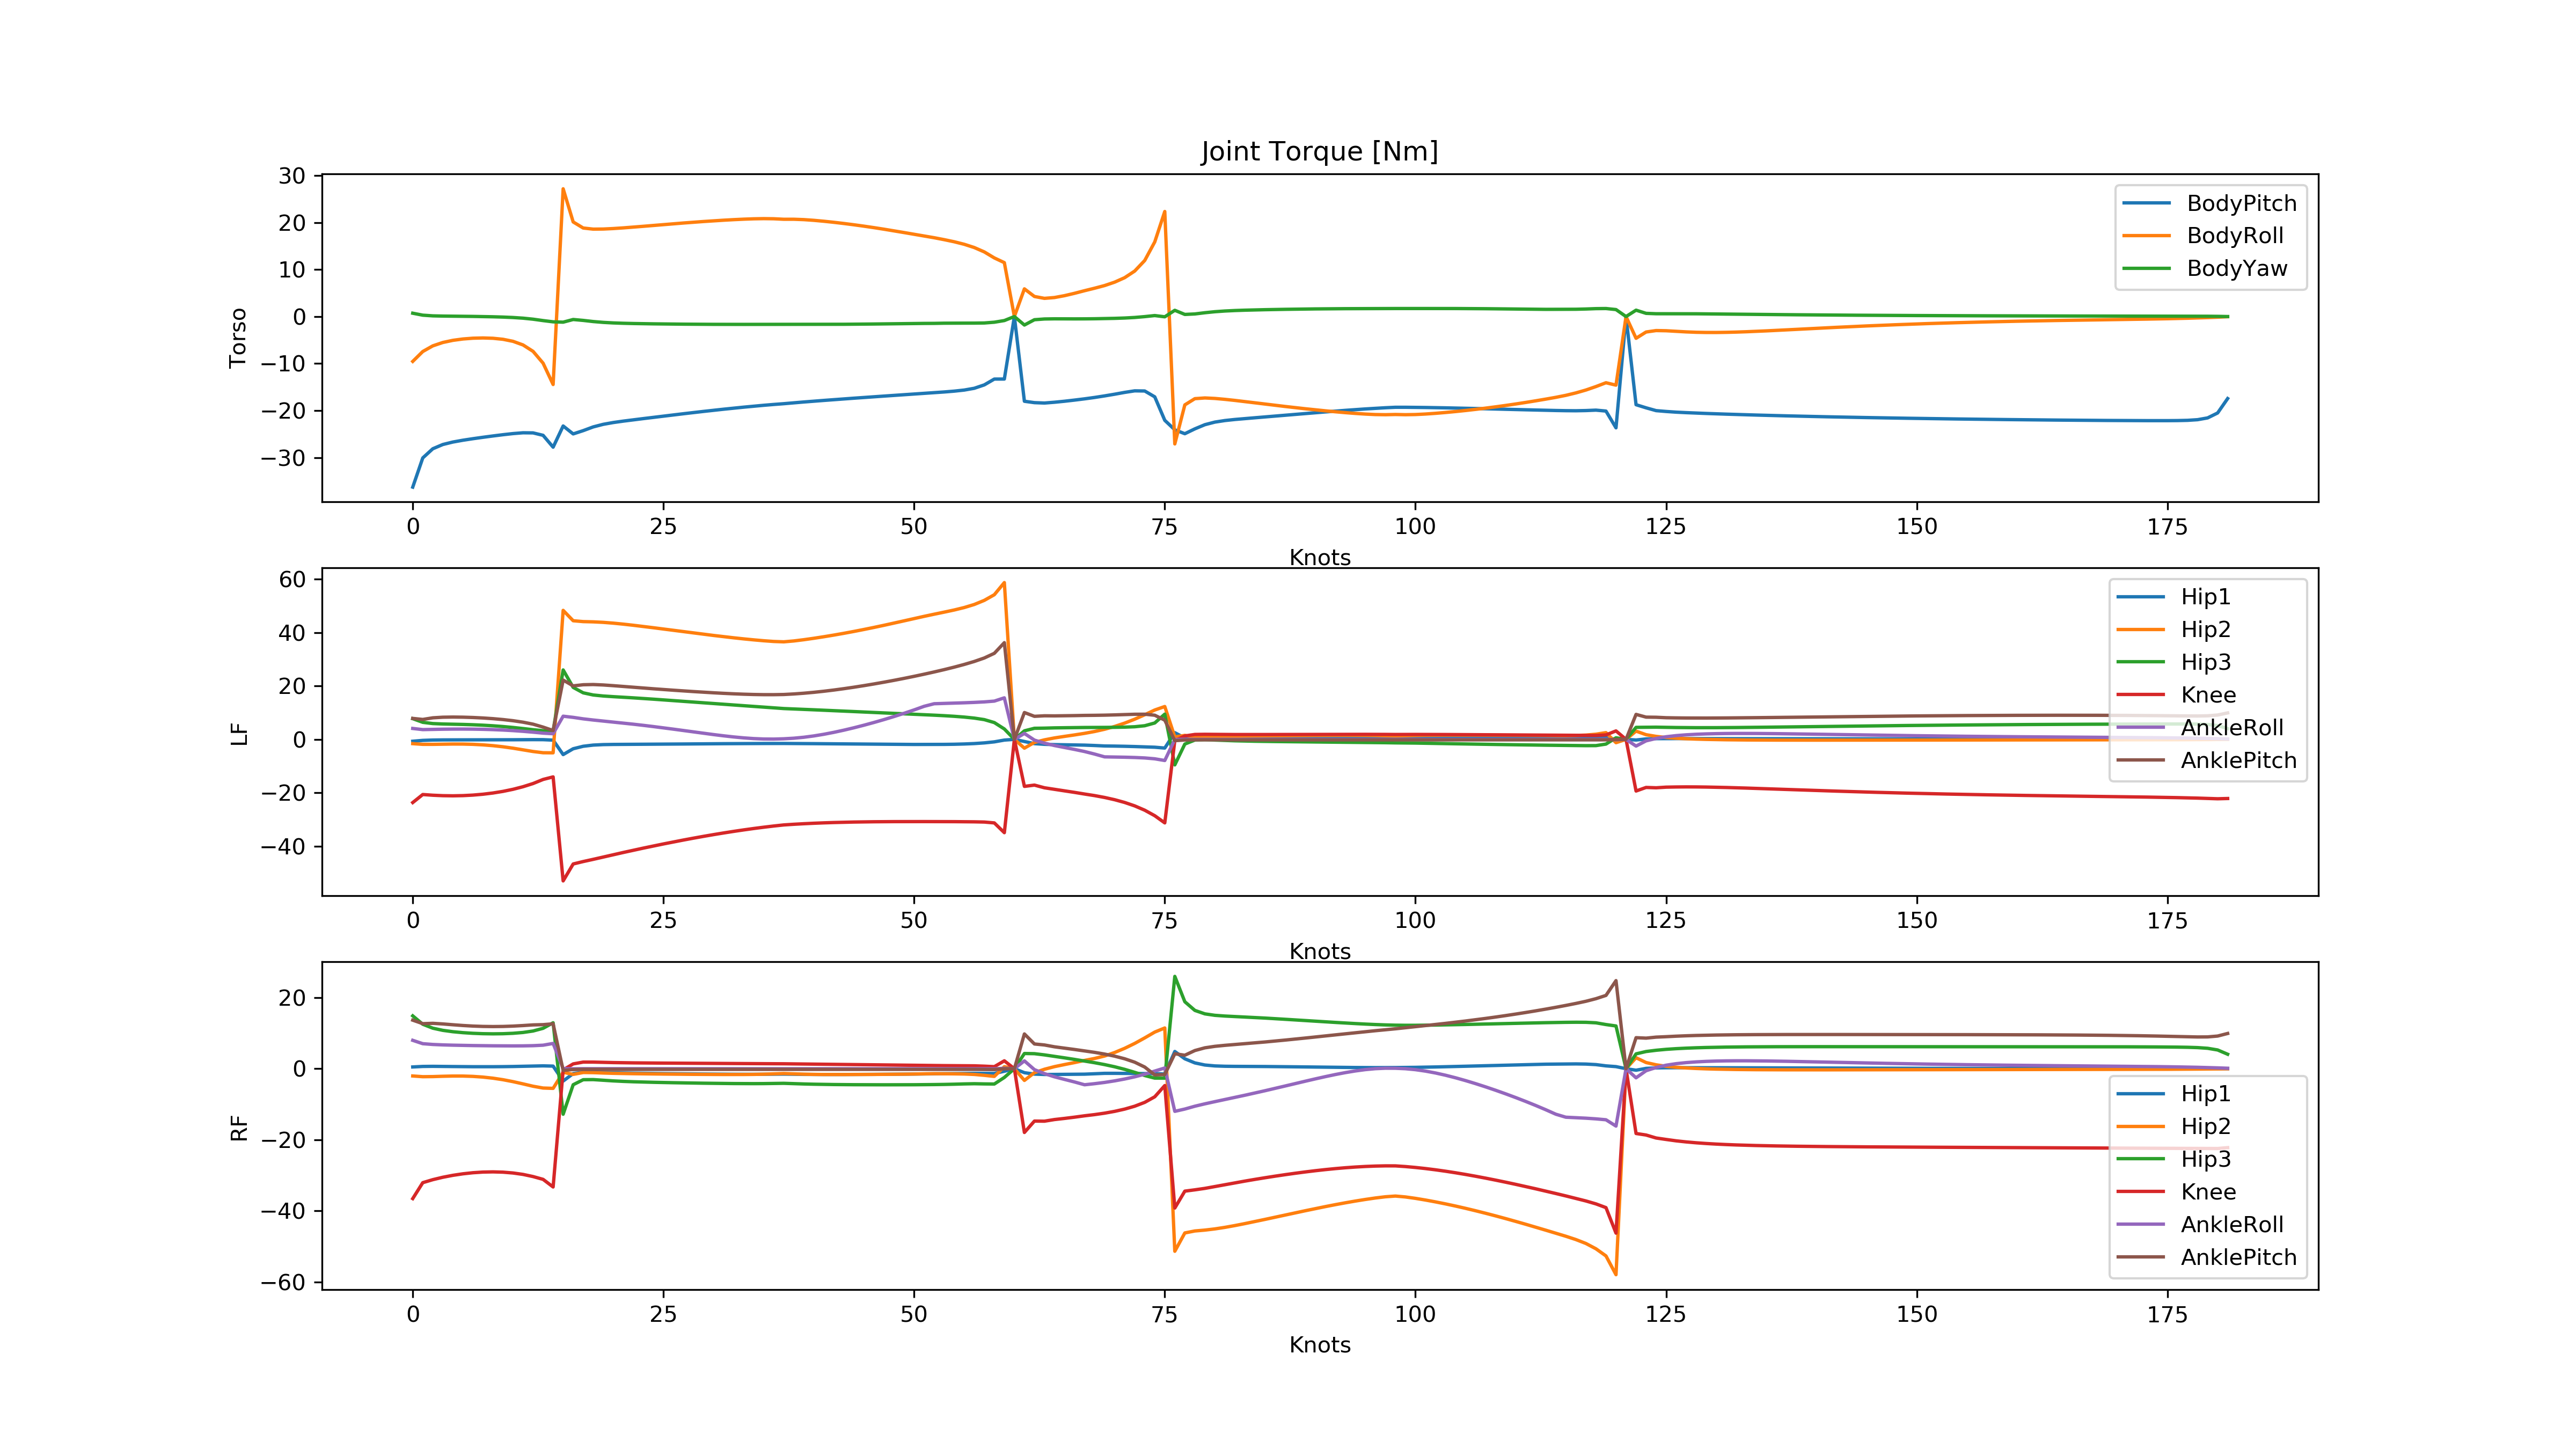 Joint Torque [Nm]
30
20
10
0
−10
−20
−30
Torso
BodyPitch
BodyRoll
BodyYaw
0 25 50 75 100 125 150 175
Knots
60
40
20
0
−20
−40
LF
Hip1
Hip2
Hip3
Knee
AnkleRoll
AnklePitch
0 25 50 75 100 125 150 175
Knots
20
0
−20
−40
−60
RF
Hip1
Hip2
Hip3
Knee
AnkleRoll
AnklePitch
0 25 50 75 100 125 150 175
Knots